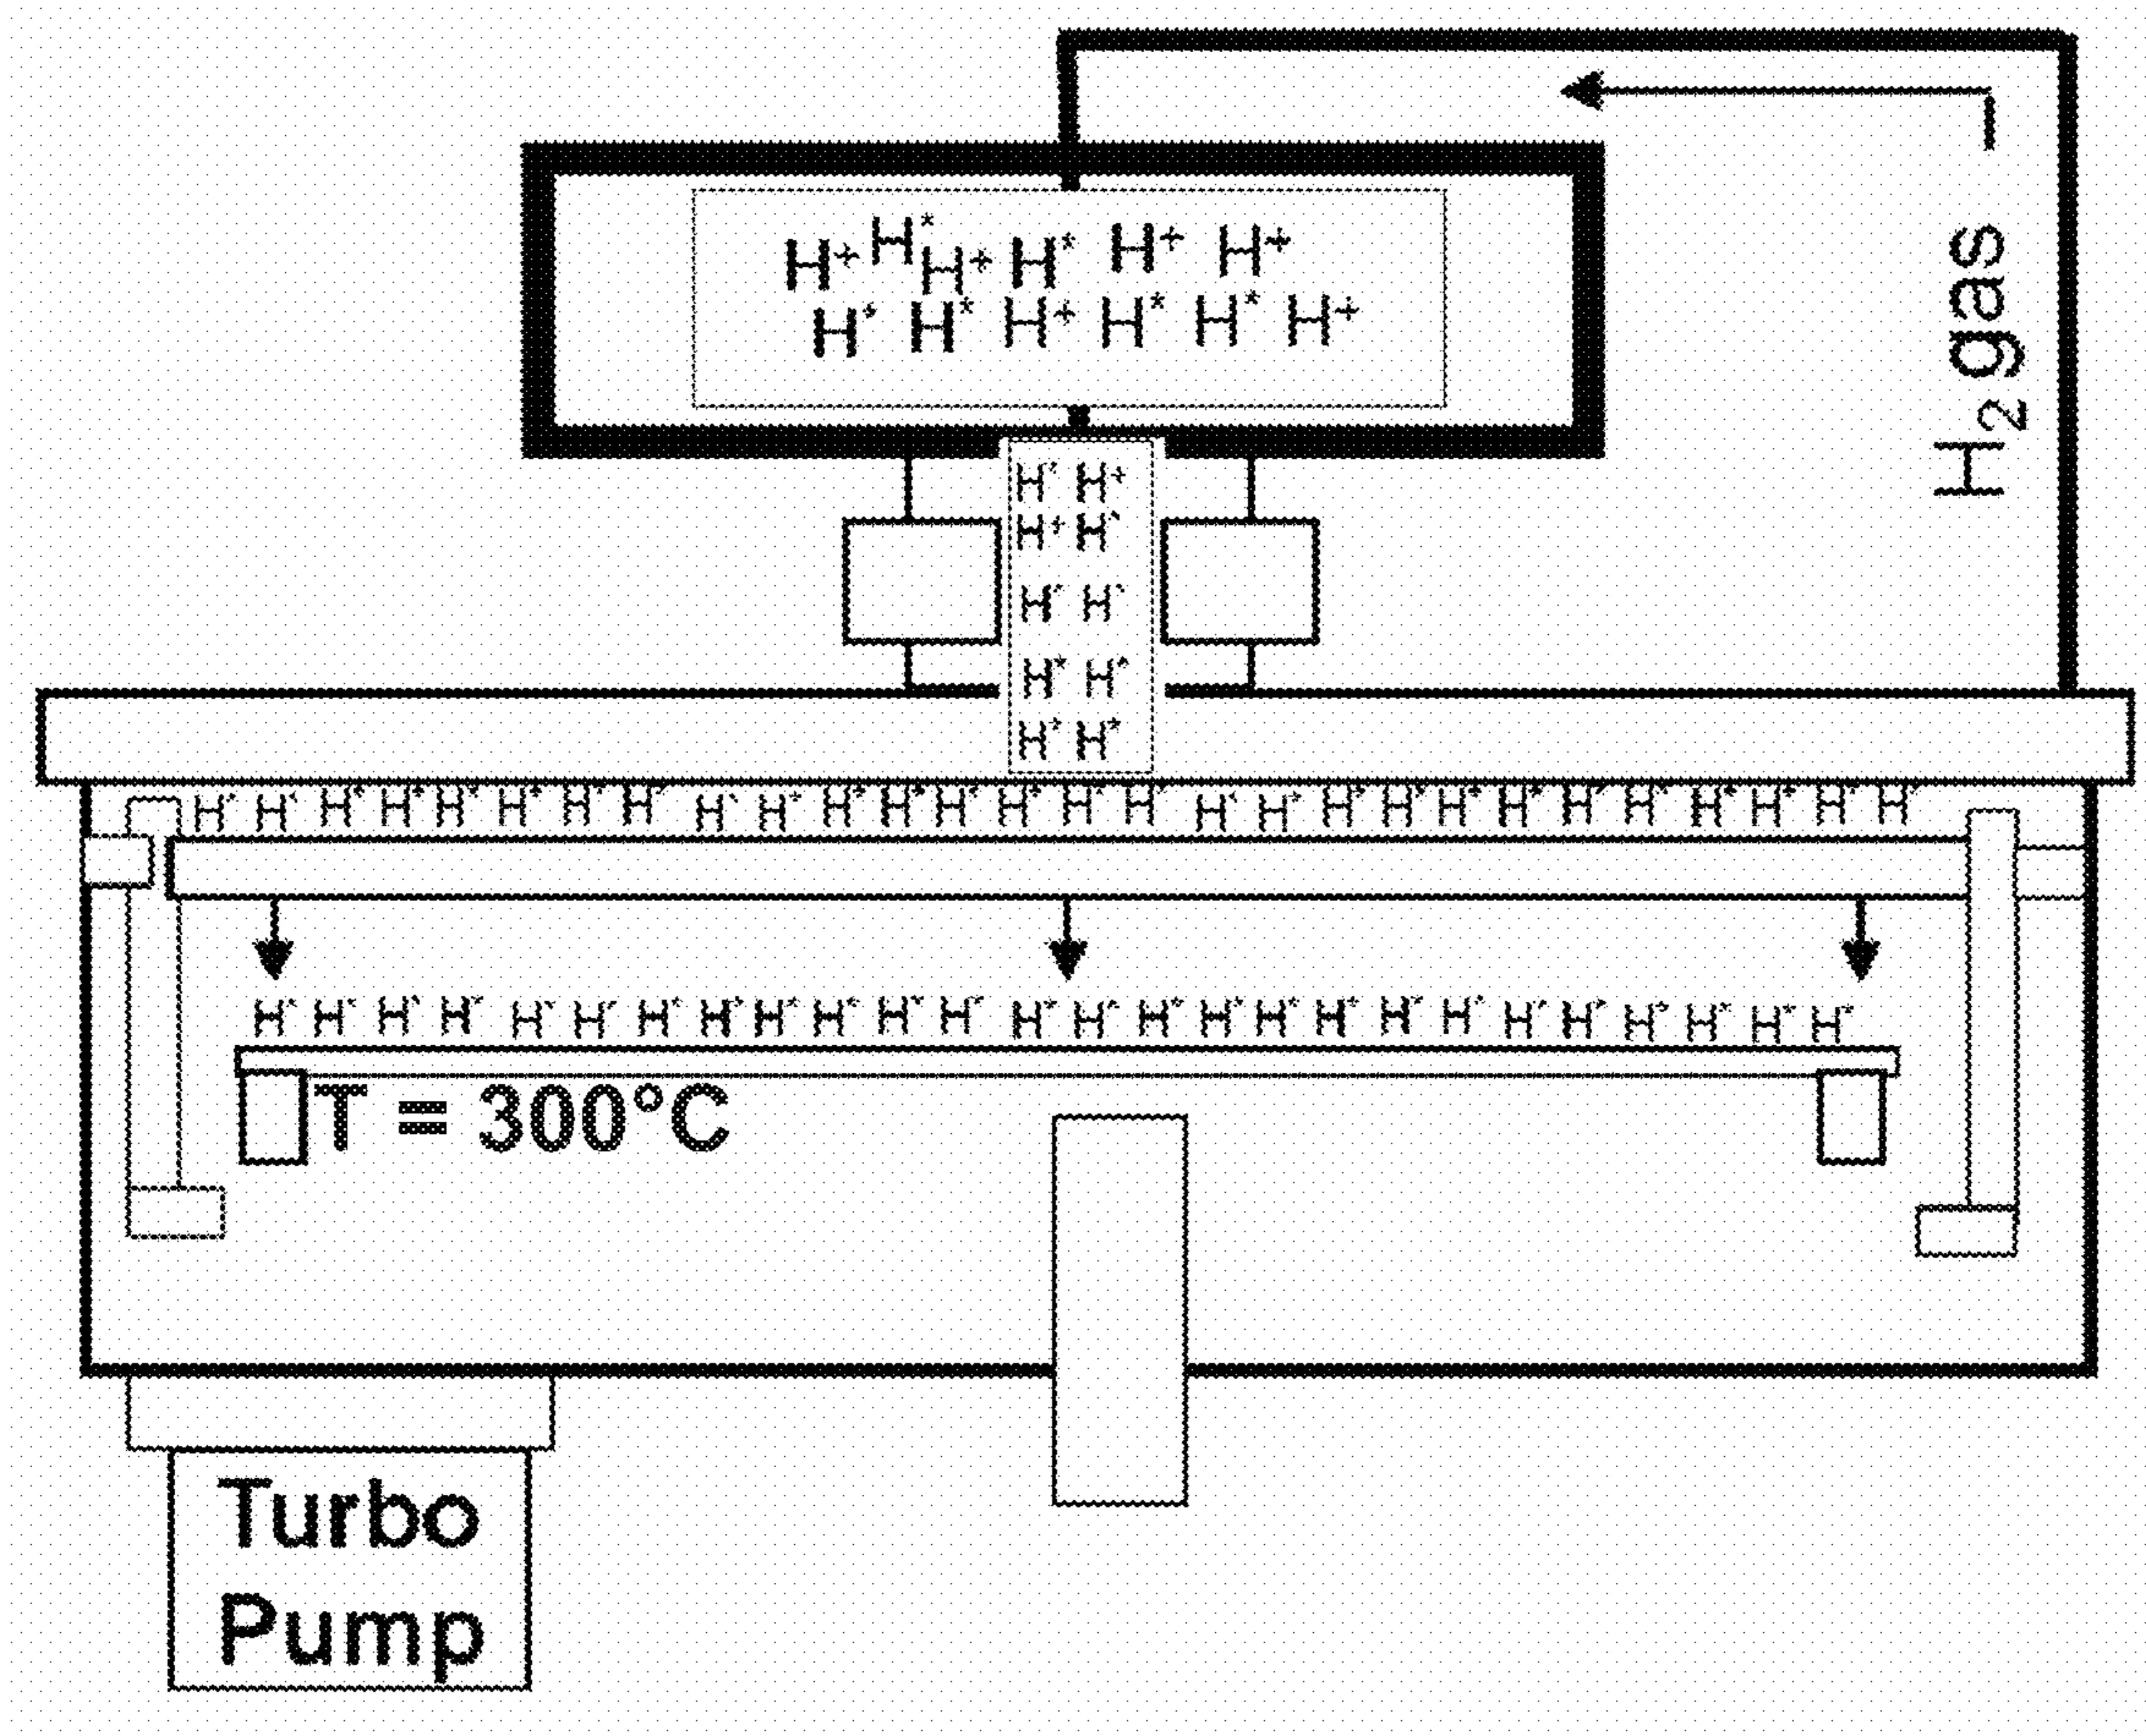 H₂ gas
H⁺ H* H⁺ H* H⁺ H⁺
H* H* H⁺ H* H* H⁺
H* H⁺
H⁺ H*
H* H*
H* H*
H* H*
H* H* H* H* H* H* H* H* H* H* H* H* H* H* H* H* H* H* H* H* H* H* H* H* H* H* H* H*
H* H* H* H* H* H* H* H* H* H* H* H* H* H* H* H* H* H* H* H* H* H* H* H* H* H*
T = 300°C
Turbo
Pump